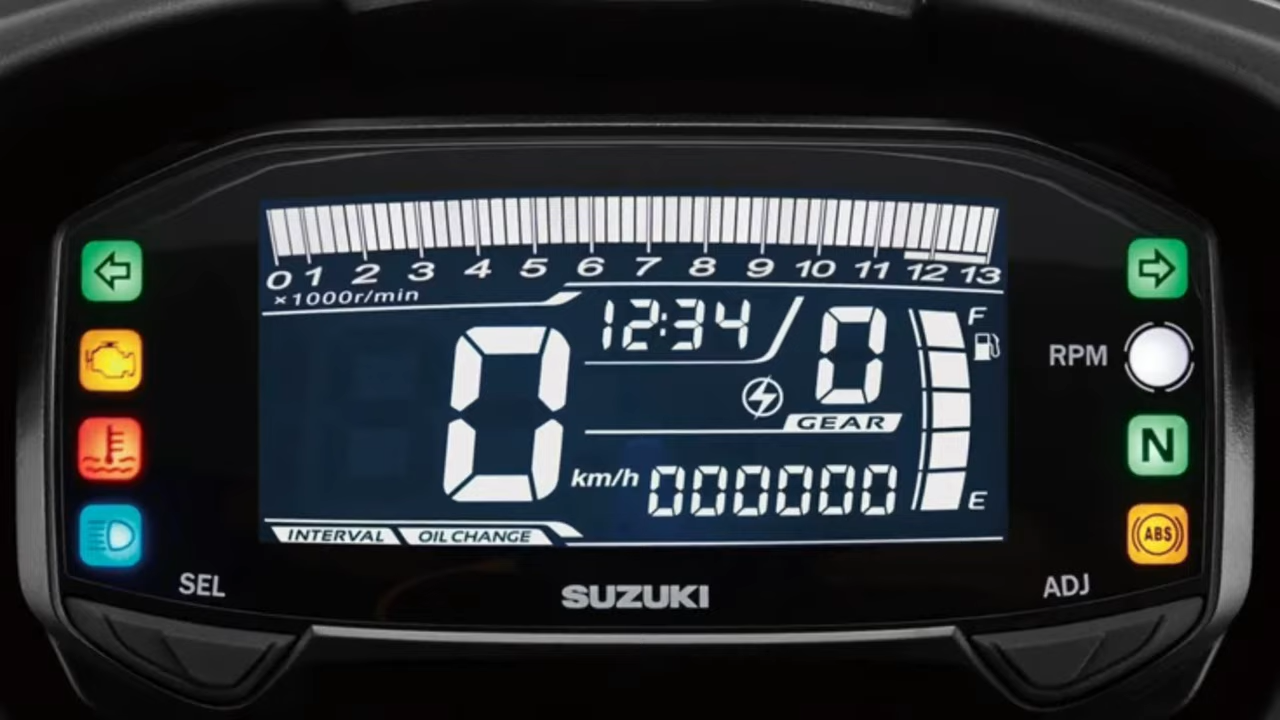 0 1 2 3 4 5 6 7 8 9 10 11 12 13
×1000r/min
12:34
0
F
RPM
0
GEAR
N
km/h
000000
E
INTERVAL
OIL CHANGE
ABS
SEL
SUZUKI
ADJ